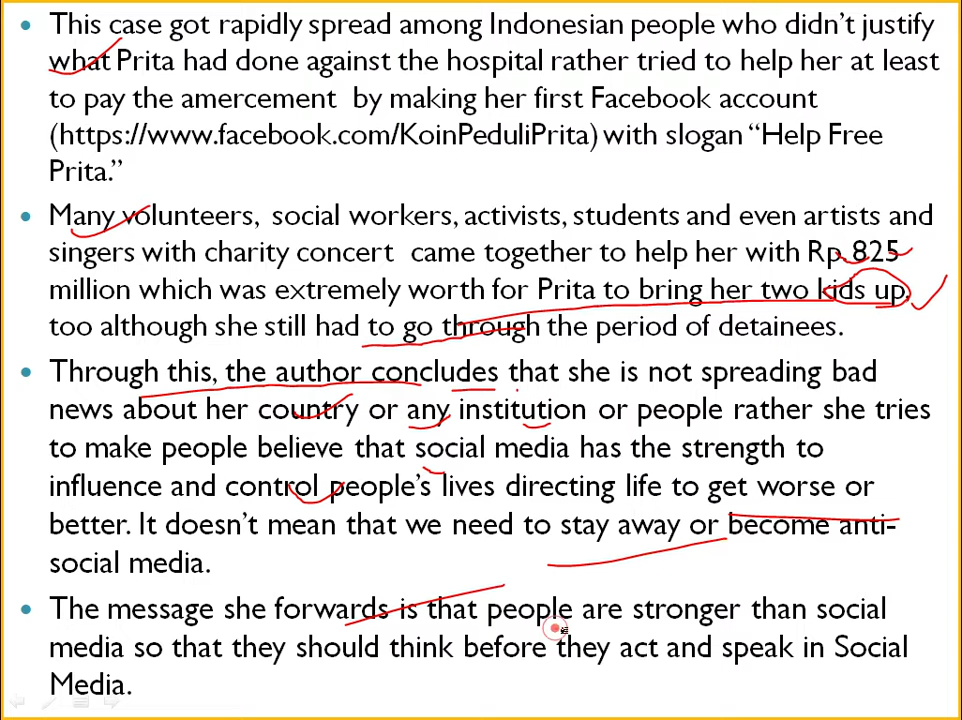 This case got rapidly spread among Indonesian people who didn't justify
what Prita had done against the hospital rather tried to help her at least
to pay the amercement by making her first Facebook account
(https://www.facebook.com/KoinPeduliPrita) with slogan “Help Free
Prita.”
Many volunteers, social workers, activists, students and even artists and
singers with charity concert came together to help her with Rp 825
million which was extremely worth for Prita to bring her two kids up,
too although she still had to go through the period of detainees.
Through this, the author concludes that she is not spreading bad
news about her country or any institution or people rather she tries
to make people believe that social media has the strength to
influence and control people's lives directing life to get worse or
better. It doesn't mean that we need to stay away or become anti-
social media.
The message she forwards is that people are stronger than social
media so that they should think before they act and speak in Social
Media.